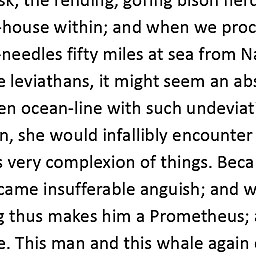 sk, the rending, goring bison herd
-house within; and when we proc
-needles fifty miles at sea from Na
e leviathans, it might seem an abs
en ocean-line with such undeviat
n, she would infallibly encounter
s very complexion of things. Beca
came insufferable anguish; and w
g thus makes him a Prometheus; a
e. This man and this whale again